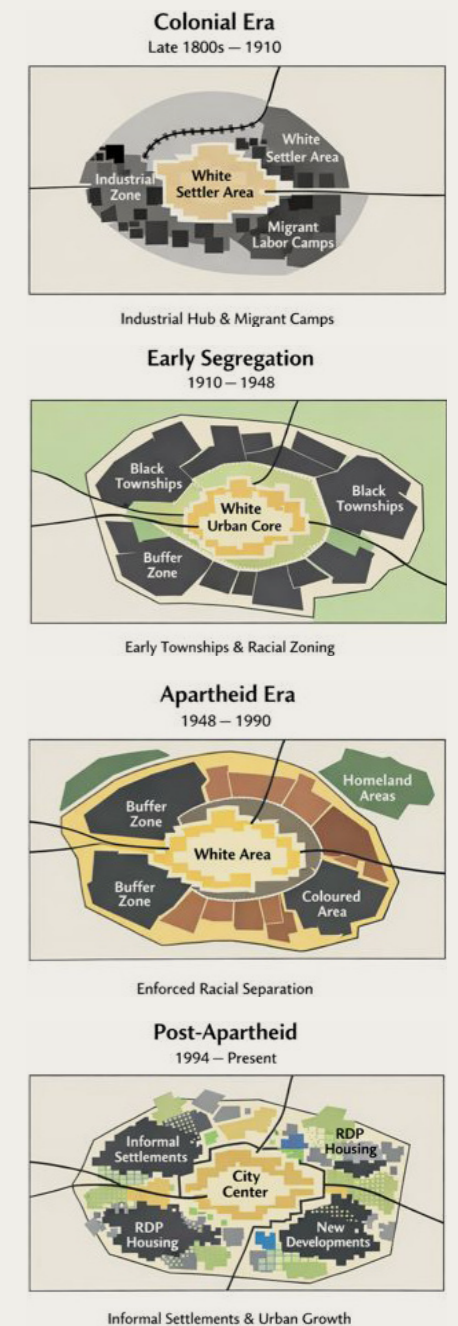 Colonial Era
Late 1800s — 1910
White
Settler Area
Industrial
Zone
White
Settler Area
Migrant
Labor Camps
Industrial Hub & Migrant Camps
Early Segregation
1910 — 1948
Black
Townships
Black
Townships
White
Urban Core
Buffer
Zone
Early Townships & Racial Zoning
Apartheid Era
1948 — 1990
Homeland
Areas
Buffer
Zone
White Area
Buffer
Zone
Coloured
Area
Enforced Racial Separation
Post-Apartheid
1994 — Present
Informal
Settlements
RDP
Housing
City
Center
RDP
Housing
New
Developments
Informal Settlements & Urban Growth